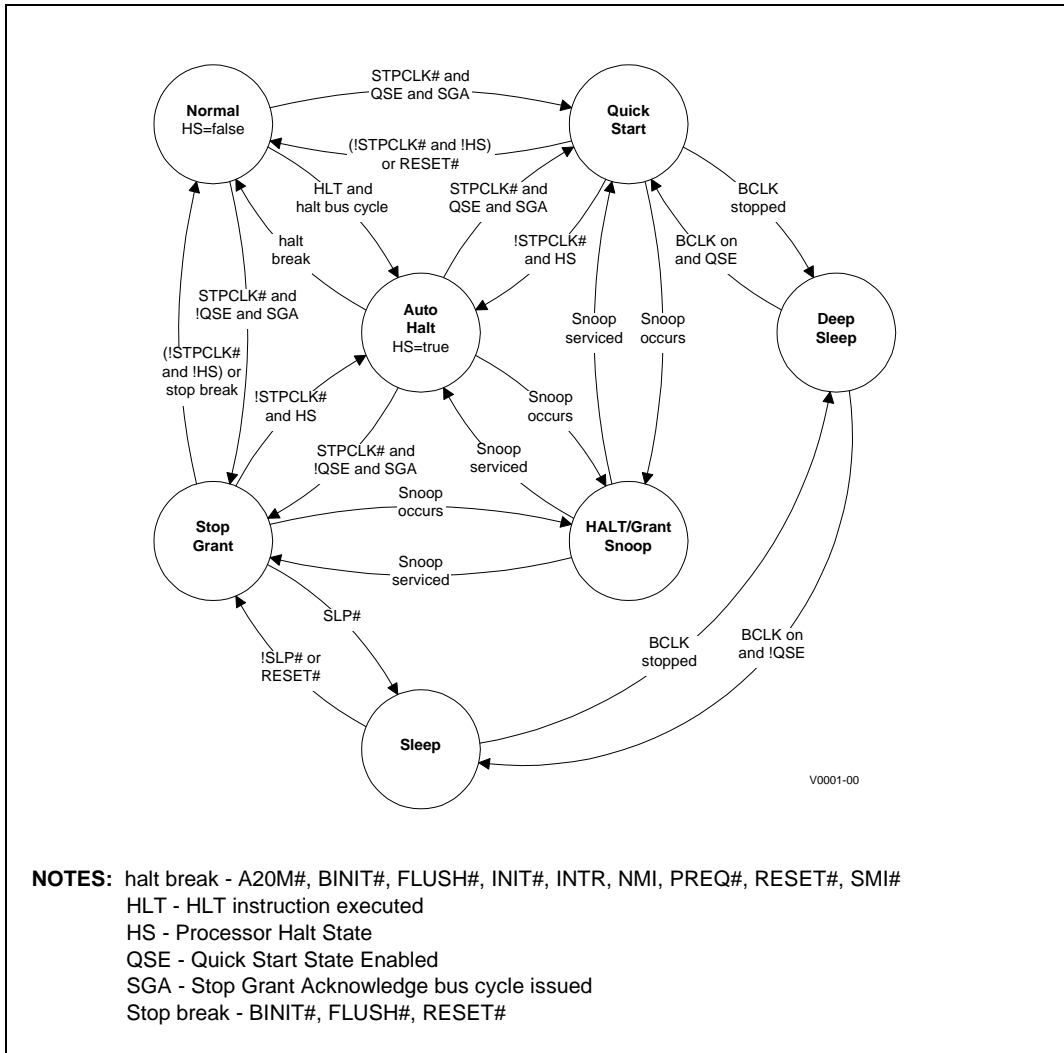 STPCLK# and
QSE and SGA
Normal
HS=false
Quick
Start
(!STPCLK# and !HS)
or RESET#
HLT and
halt bus cycle
STPCLK# and
QSE and SGA
BCLK
stopped
halt
break
!STPCLK#
and HS
BCLK on
and QSE
STPCLK# and
!QSE and SGA
Auto
Halt
HS=true
Snoop
serviced
Snoop
occurs
Deep
Sleep
(!STPCLK#
and !HS) or
stop break
!STPCLK#
and HS
Snoop
occurs
STPCLK# and
!QSE and SGA
Snoop
serviced
Stop
Grant
Snoop
occurs
HALT/Grant
Snoop
Snoop
serviced
SLP#
!SLP# or
RESET#
BCLK
stopped
BCLK on
and !QSE
Sleep
V0001-00
NOTES: halt break - A20M#, BINIT#, FLUSH#, INIT#, INTR, NMI, PREQ#, RESET#, SMI#
HLT - HLT instruction executed
HS - Processor Halt State
QSE - Quick Start State Enabled
SGA - Stop Grant Acknowledge bus cycle issued
Stop break - BINIT#, FLUSH#, RESET#